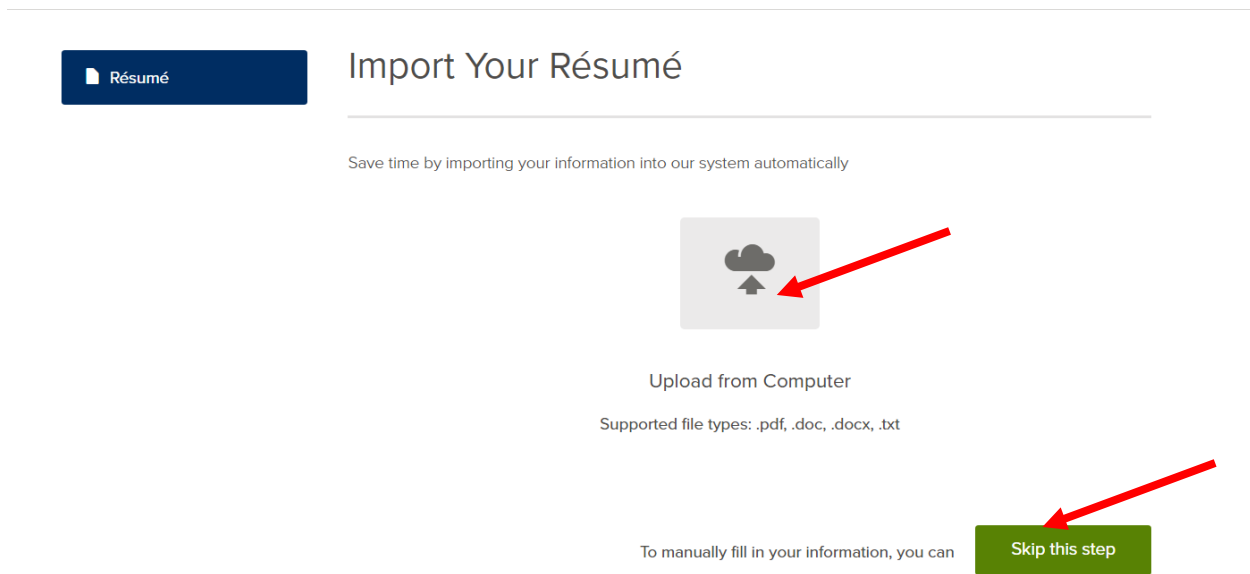 Résumé
Import Your Résumé
Save time by importing your information into our system automatically
Upload from Computer
Supported file types: .pdf, .doc, .docx, .txt
To manually fill in your information, you can
Skip this step